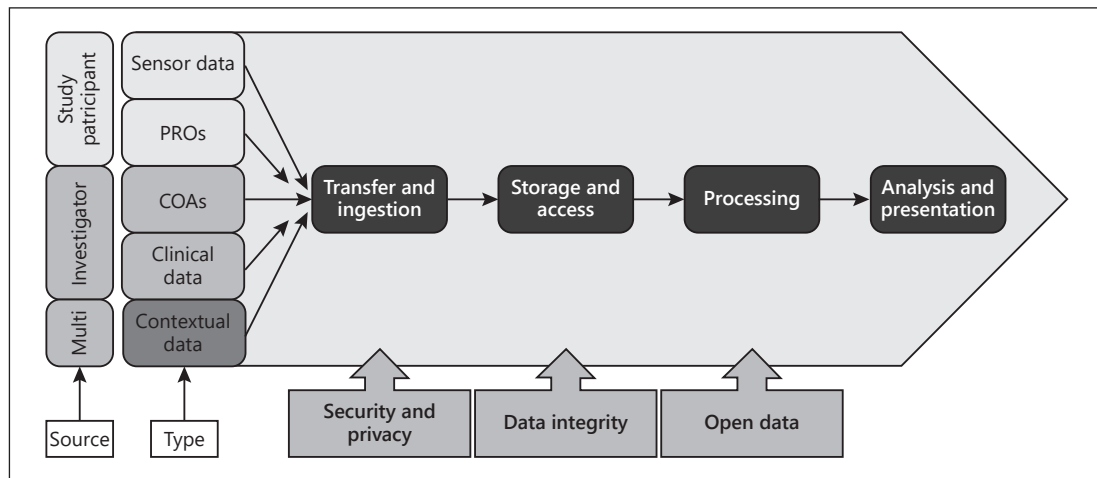 Study
patricipant
Investigator
Multi
Sensor data
PROs
COAs
Clinical data
Contextual
data
Transfer and
ingestion
Storage and
access
Processing
Analysis and
presentation
Security and
privacy
Data integrity
Open data
Source
Type